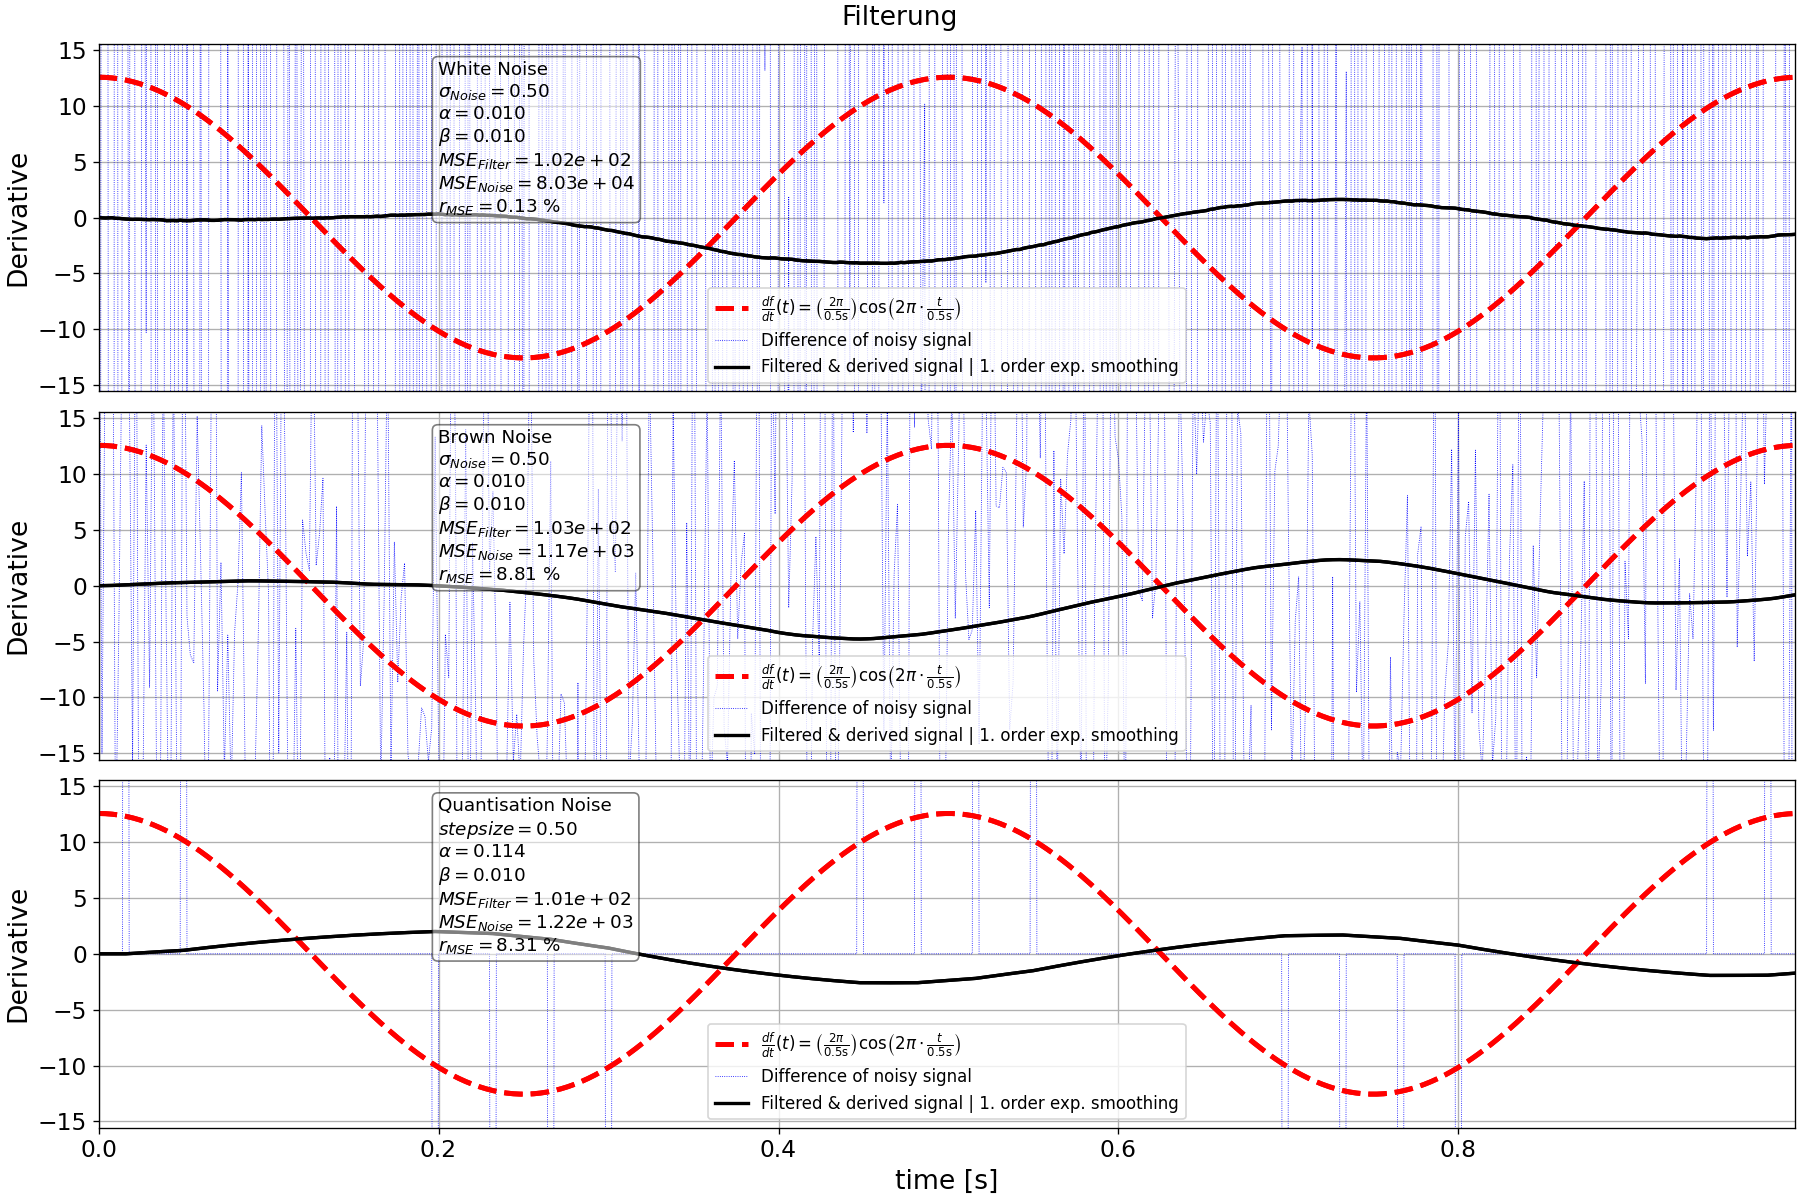 Filterung
Derivative
15
10
5
0
−5
−10
−15
White Noise
σ_Noise = 0.50
α = 0.010
β = 0.010
MSE_Filter = 1.02e + 02
MSE_Noise = 8.03e + 04
r_MSE = 0.13 %
df/dt (t) = (2π/0.5s) cos(2π · t/0.5s)
Difference of noisy signal
Filtered & derived signal | 1. order exp. smoothing
Derivative
15
10
5
0
−5
−10
−15
Brown Noise
σ_Noise = 0.50
α = 0.010
β = 0.010
MSE_Filter = 1.03e + 02
MSE_Noise = 1.17e + 03
r_MSE = 8.81 %
df/dt (t) = (2π/0.5s) cos(2π · t/0.5s)
Difference of noisy signal
Filtered & derived signal | 1. order exp. smoothing
Derivative
15
10
5
0
−5
−10
−15
Quantisation Noise
stepsize = 0.50
α = 0.114
β = 0.010
MSE_Filter = 1.01e + 02
MSE_Noise = 1.22e + 03
r_MSE = 8.31 %
df/dt (t) = (2π/0.5s) cos(2π · t/0.5s)
Difference of noisy signal
Filtered & derived signal | 1. order exp. smoothing
0.0 0.2 0.4 0.6 0.8
time [s]